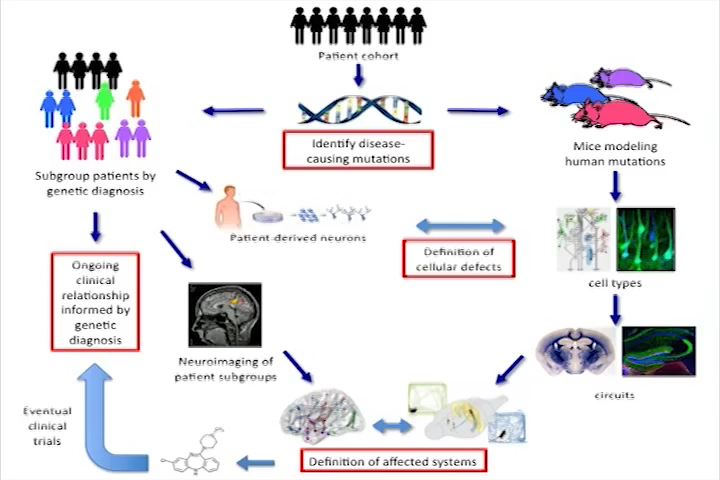 Patient cohort
Identify disease-
causing mutations
Mice modeling
human mutations
Subgroup patients by
genetic diagnosis
Patient-derived neurons
Definition of
cellular defects
Ongoing
clinical
relationship
informed by
genetic
diagnosis
cell types
Neuroimaging of
patient subgroups
circuits
Eventual
clinical
trials
Definition of affected systems